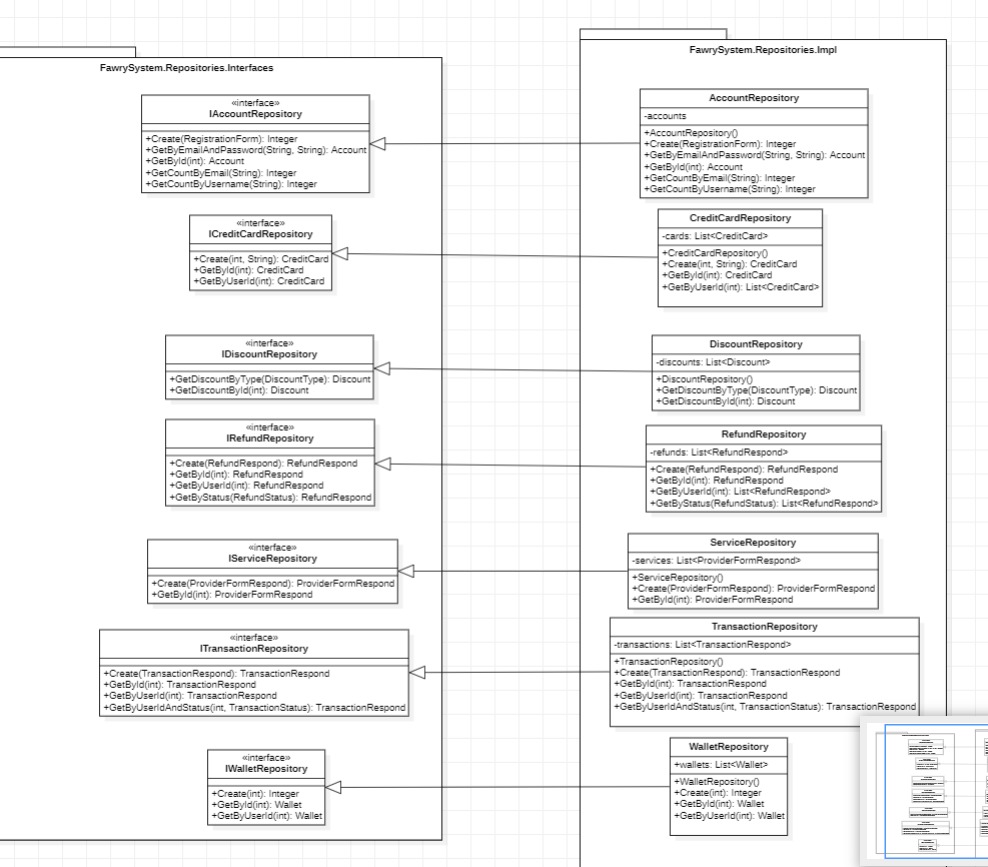 FawrySystem.Repositories.Interfaces
«interface»
IAccountRepository
+Create(RegistrationForm): Integer
+GetByEmailAndPassword(String, String): Account
+GetById(int): Account
+GetCountByEmail(String): Integer
+GetCountByUsername(String): Integer
«interface»
ICreditCardRepository
+Create(int, String): CreditCard
+GetById(int): CreditCard
+GetByUserId(int): CreditCard
«interface»
IDiscountRepository
+GetDiscountByType(DiscountType): Discount
+GetDiscountById(int): Discount
«interface»
IRefundRepository
+Create(RefundRespond): RefundRespond
+GetById(int): RefundRespond
+GetByUserId(int): RefundRespond
+GetByStatus(RefundStatus): RefundRespond
«interface»
IServiceRepository
+Create(ProviderFormRespond): ProviderFormRespond
+GetById(int): ProviderFormRespond
«interface»
ITransactionRepository
+Create(TransactionRespond): TransactionRespond
+GetById(int): TransactionRespond
+GetByUserId(int): TransactionRespond
+GetByUserIdAndStatus(int, TransactionStatus): TransactionRespond
«interface»
IWalletRepository
+Create(int): Integer
+GetById(int): Wallet
+GetByUserId(int): Wallet
FawrySystem.Repositories.Impl
AccountRepository
-accounts
+AccountRepository()
+Create(RegistrationForm): Integer
+GetByEmailAndPassword(String, String): Account
+GetById(int): Account
+GetCountByEmail(String): Integer
+GetCountByUsername(String): Integer
CreditCardRepository
-cards: List<CreditCard>
+CreditCardRepository()
+Create(int, String): CreditCard
+GetById(int): CreditCard
+GetByUserId(int): List<CreditCard>
DiscountRepository
-discounts: List<Discount>
+DiscountRepository()
+GetDiscountByType(DiscountType): Discount
+GetDiscountById(int): Discount
RefundRepository
-refunds: List<RefundRespond>
+Create(RefundRespond): RefundRespond
+GetById(int): RefundRespond
+GetByUserId(int): List<RefundRespond>
+GetByStatus(RefundStatus): List<RefundRespond>
ServiceRepository
-services: List<ProviderFormRespond>
+ServiceRepository()
+Create(ProviderFormRespond): ProviderFormRespond
+GetById(int): ProviderFormRespond
TransactionRepository
-transactions: List<TransactionRespond>
+TransactionRepository()
+Create(TransactionRespond): TransactionRespond
+GetById(int): TransactionRespond
+GetByUserId(int): TransactionRespond
+GetByUserIdAndStatus(int, TransactionStatus): TransactionRespond
WalletRepository
+wallets: List<Wallet>
+WalletRepository()
+Create(int): Integer
+GetById(int): Wallet
+GetByUserId(int): Wallet